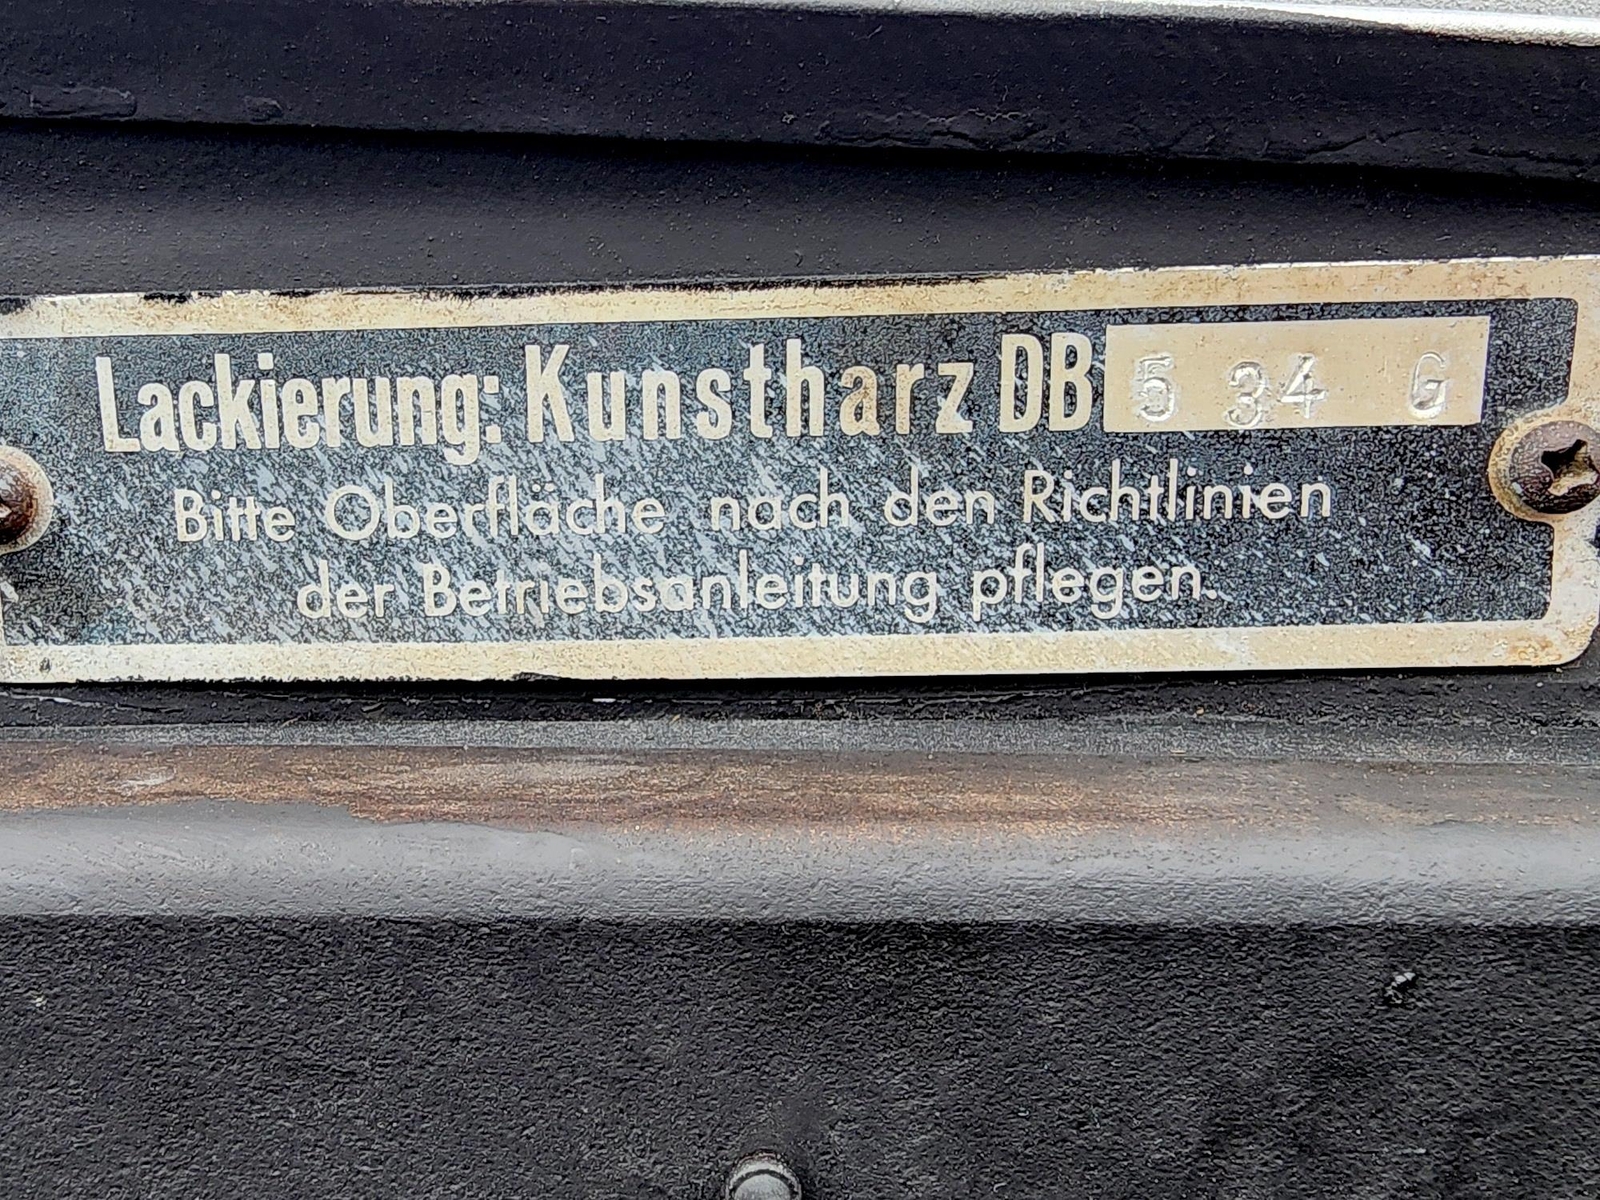 Lackierung: Kunstharz DB 534 G
Bitte Oberfläche nach den Richtlinien
der Betriebsanleitung pflegen.